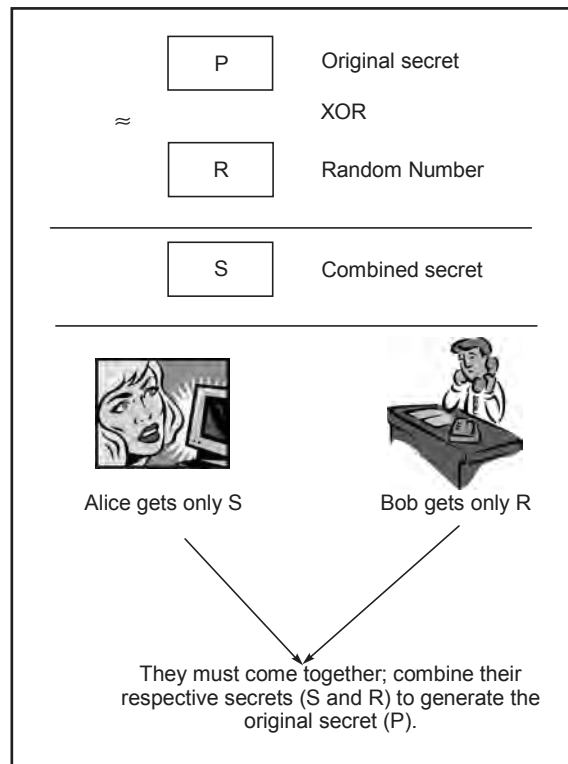 P Original secret
≈ XOR
R Random Number
S Combined secret
Alice gets only S Bob gets only R
They must come together; combine their
respective secrets (S and R) to generate the
original secret (P).